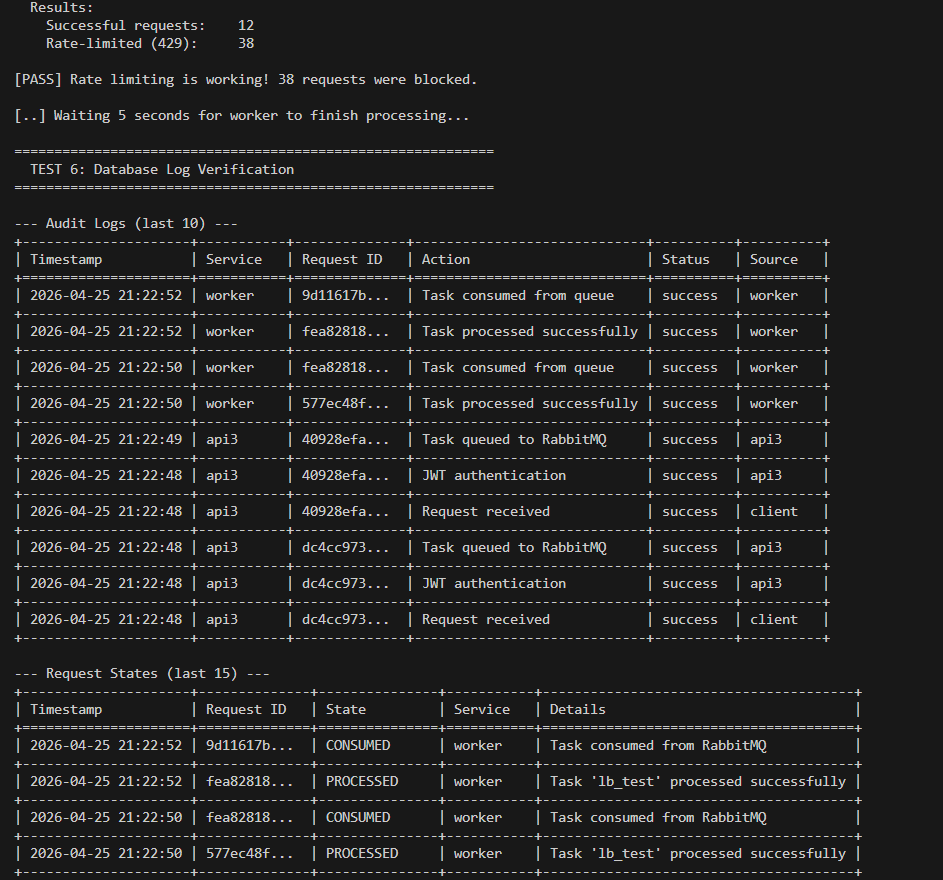 Results:
Successful requests:    12
Rate-limited (429):     38
[PASS] Rate limiting is working! 38 requests were blocked.
[..] Waiting 5 seconds for worker to finish processing...
============================================================
TEST 6: Database Log Verification
============================================================
--- Audit Logs (last 10) ---
| Timestamp           | Service   | Request ID   | Action                      | Status   | Source   |
| 2026-04-25 21:22:52 | worker    | 9d11617b...  | Task consumed from queue    | success  | worker   |
| 2026-04-25 21:22:52 | worker    | fea82818...  | Task processed successfully | success  | worker   |
| 2026-04-25 21:22:50 | worker    | fea82818...  | Task consumed from queue    | success  | worker   |
| 2026-04-25 21:22:50 | worker    | 577ec48f...  | Task processed successfully | success  | worker   |
| 2026-04-25 21:22:49 | api3      | 40928efa...  | Task queued to RabbitMQ     | success  | api3     |
| 2026-04-25 21:22:48 | api3      | 40928efa...  | JWT authentication          | success  | api3     |
| 2026-04-25 21:22:48 | api3      | 40928efa...  | Request received            | success  | client   |
| 2026-04-25 21:22:48 | api3      | dc4cc973...  | Task queued to RabbitMQ     | success  | api3     |
| 2026-04-25 21:22:48 | api3      | dc4cc973...  | JWT authentication          | success  | api3     |
| 2026-04-25 21:22:48 | api3      | dc4cc973...  | Request received            | success  | client   |
--- Request States (last 15) ---
| Timestamp           | Request ID   | State         | Service   | Details                               |
| 2026-04-25 21:22:52 | 9d11617b...  | CONSUMED      | worker    | Task consumed from RabbitMQ           |
| 2026-04-25 21:22:52 | fea82818...  | PROCESSED     | worker    | Task 'lb_test' processed successfully |
| 2026-04-25 21:22:50 | fea82818...  | CONSUMED      | worker    | Task consumed from RabbitMQ           |
| 2026-04-25 21:22:50 | 577ec48f...  | PROCESSED     | worker    | Task 'lb_test' processed successfully |